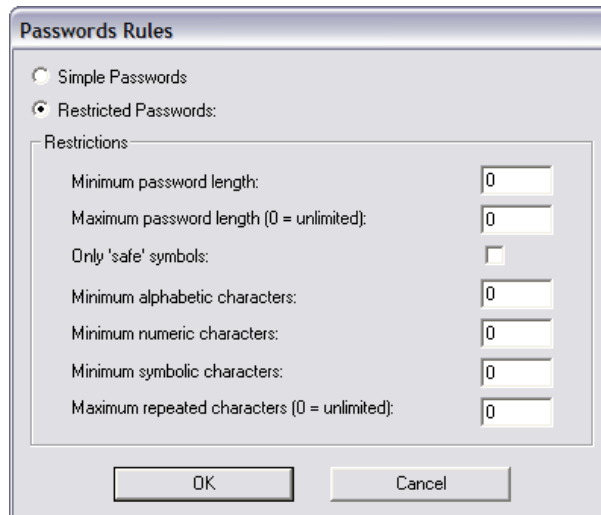 Passwords Rules
Simple Passwords
Restricted Passwords:
Restrictions
Minimum password length: 0
Maximum password length (0 = unlimited): 0
Only 'safe' symbols:
Minimum alphabetic characters: 0
Minimum numeric characters: 0
Minimum symbolic characters: 0
Maximum repeated characters (0 = unlimited): 0
OK Cancel